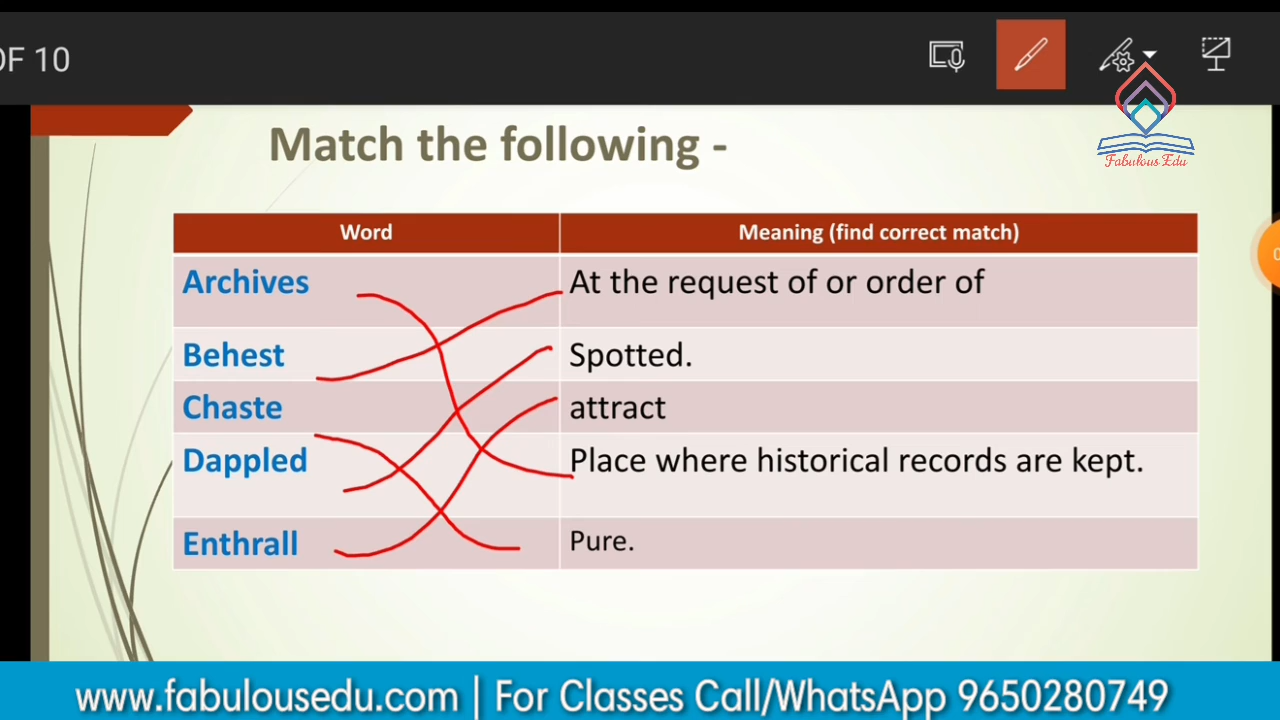 OF 10
Fabulous Edu
Match the following -
Word Meaning (find correct match)
Archives At the request of or order of
Behest Spotted.
Chaste attract
Dappled Place where historical records are kept.
Enthrall Pure.
www.fabulousedu.com | For Classes Call/WhatsApp 9650280749